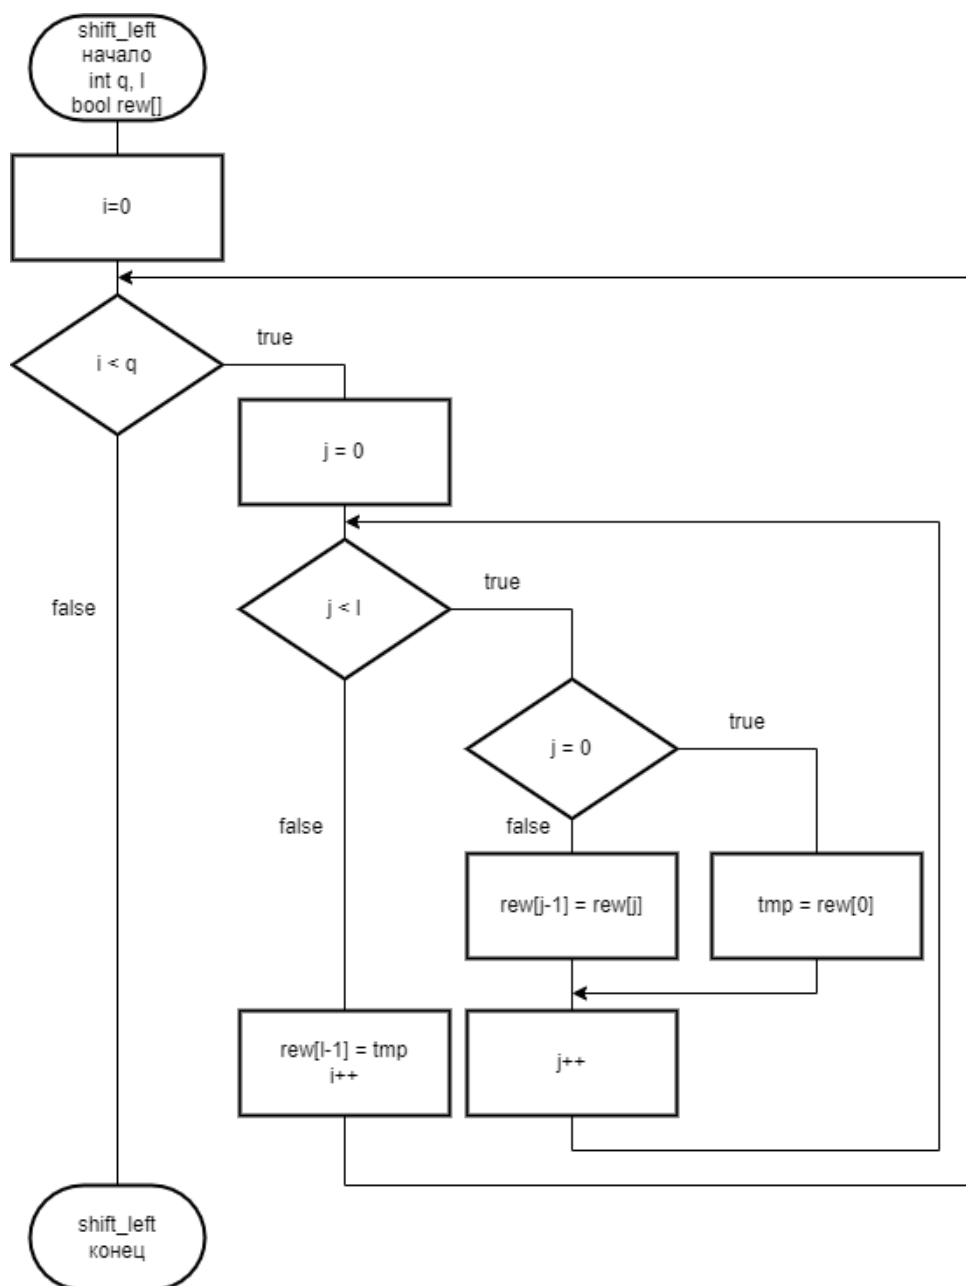 shift_left
начало
int q, l
bool rew[]
i=0
i < q
true
j = 0
false
j < l
true
j = 0
true
false
false
rew[j-1] = rew[j]
tmp = rew[0]
rew[l-1] = tmp
i++
j++
shift_left
конец